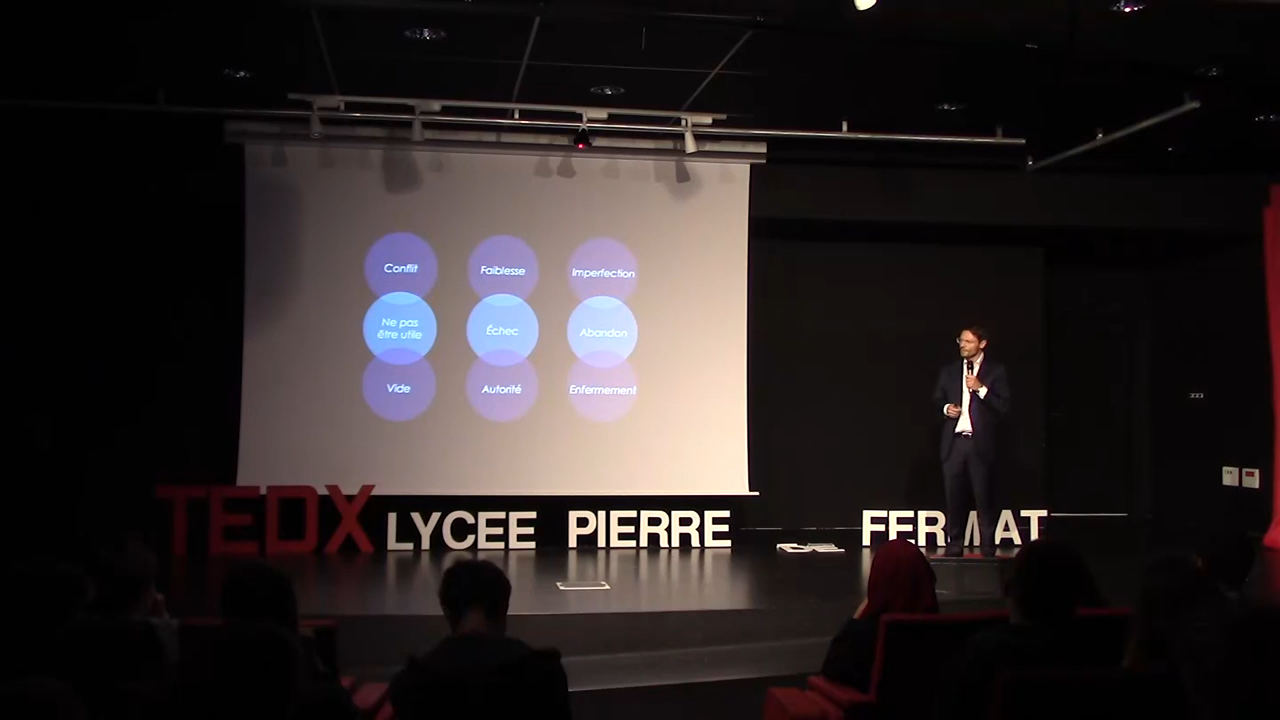 Conflit
Faiblesse
Imperfection
Ne pas
être utile
Échec
Abandon
Vide
Autorité
Enfermement
TEDX LYCEE PIERRE FERMAT